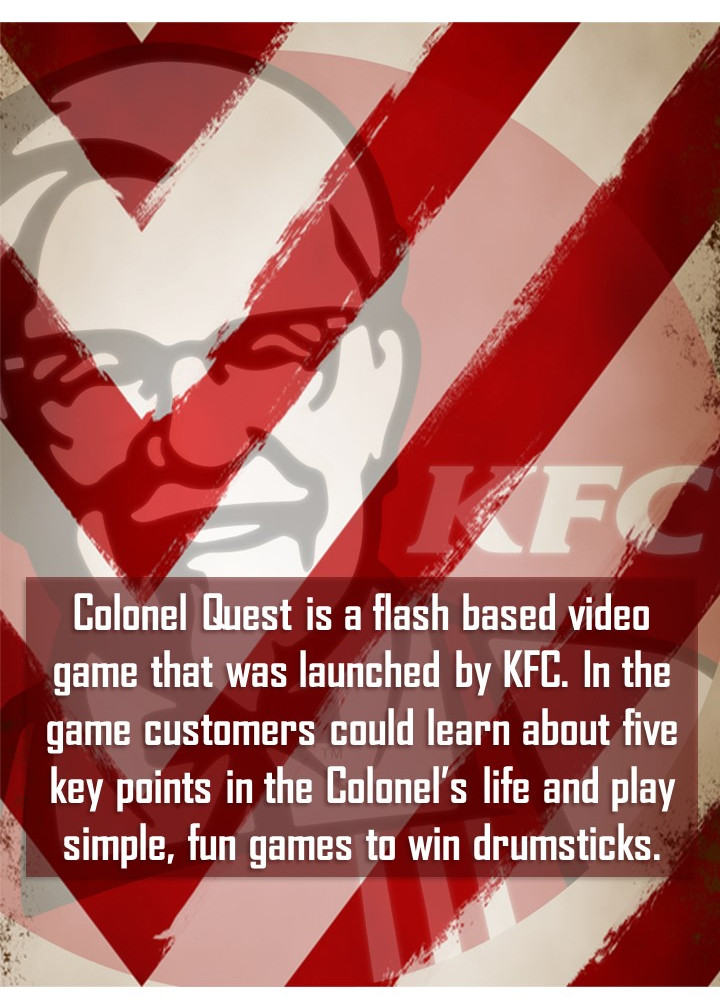 KFC
Colonel Quest is a flash based video
game that was launched by KFC. In the
game customers could learn about five
key points in the Colonel's life and play
simple, fun games to win drumsticks.
TM